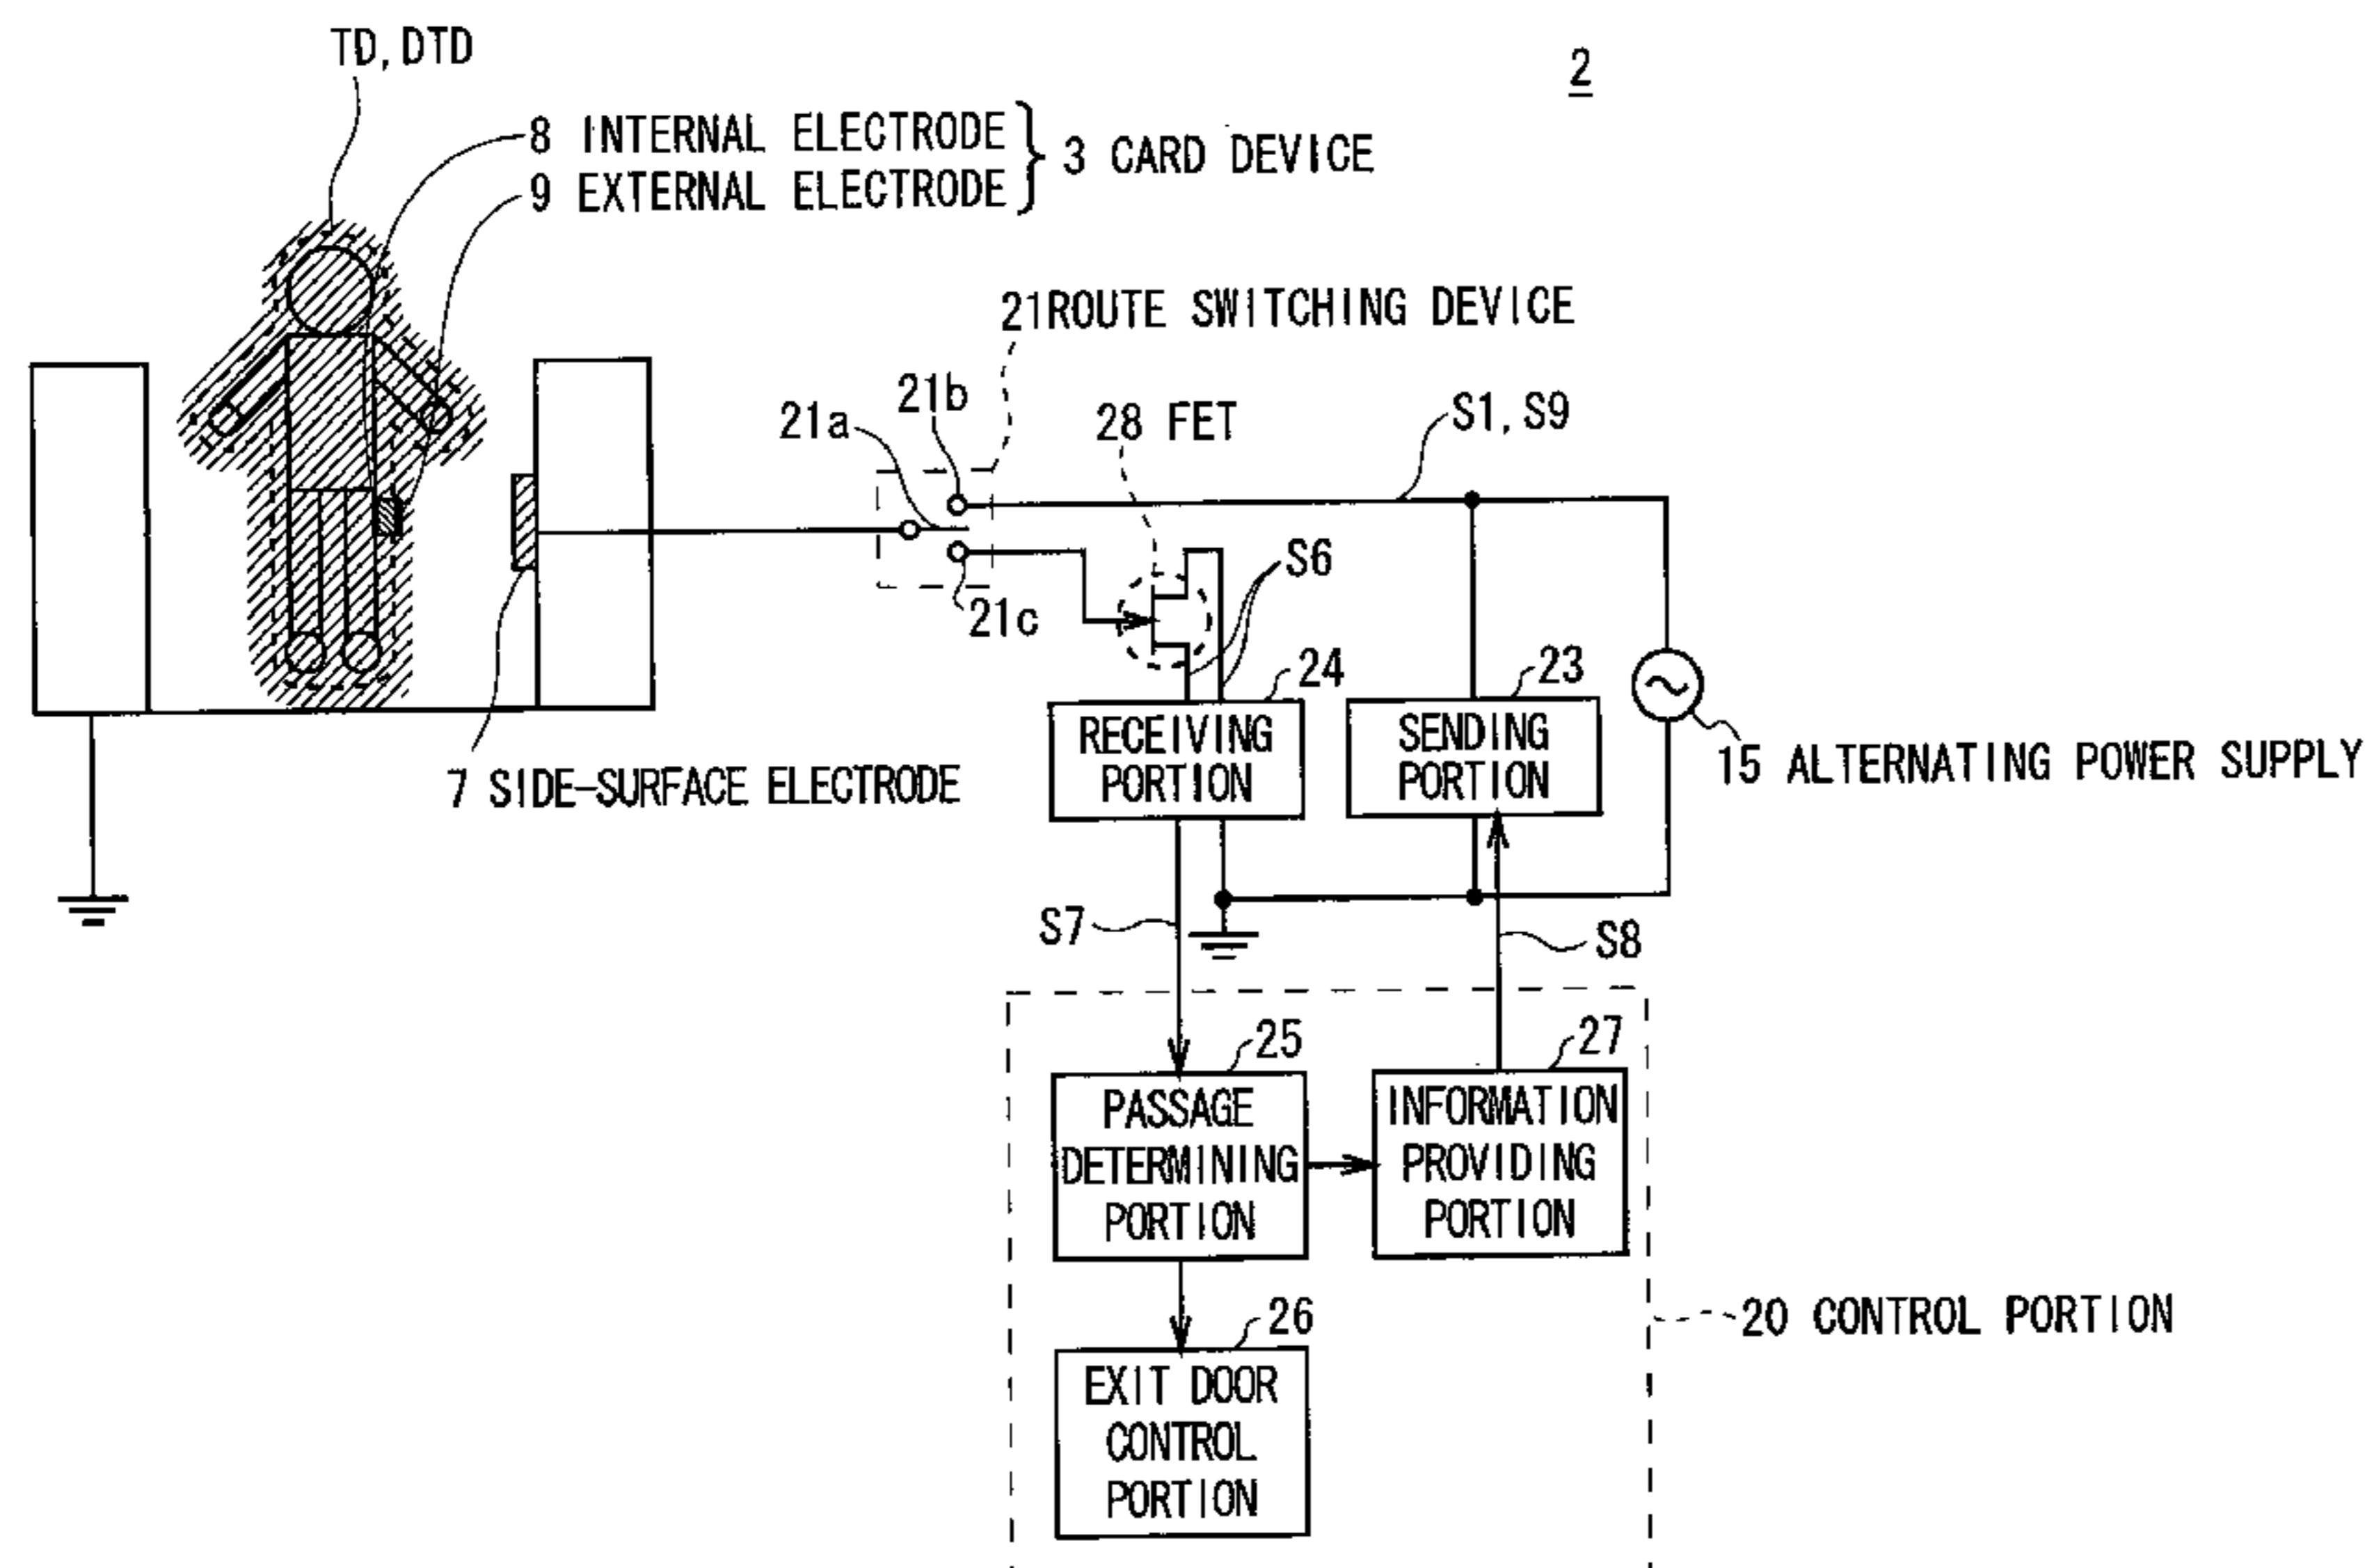 TD, DTD
2
8 INTERNAL ELECTRODE
9 EXTERNAL ELECTRODE
3 CARD DEVICE
21ROUTE SWITCHING DEVICE
21b
21a
28 FET
S1, S9
S6
21c
24
23
RECEIVING
PORTION
SENDING
PORTION
15 ALTERNATING POWER SUPPLY
7 SIDE-SURFACE ELECTRODE
S7
S8
25
27
PASSAGE
DETERMINING
PORTION
INFORMATION
PROVIDING
PORTION
26
20 CONTROL PORTION
EXIT DOOR
CONTROL
PORTION